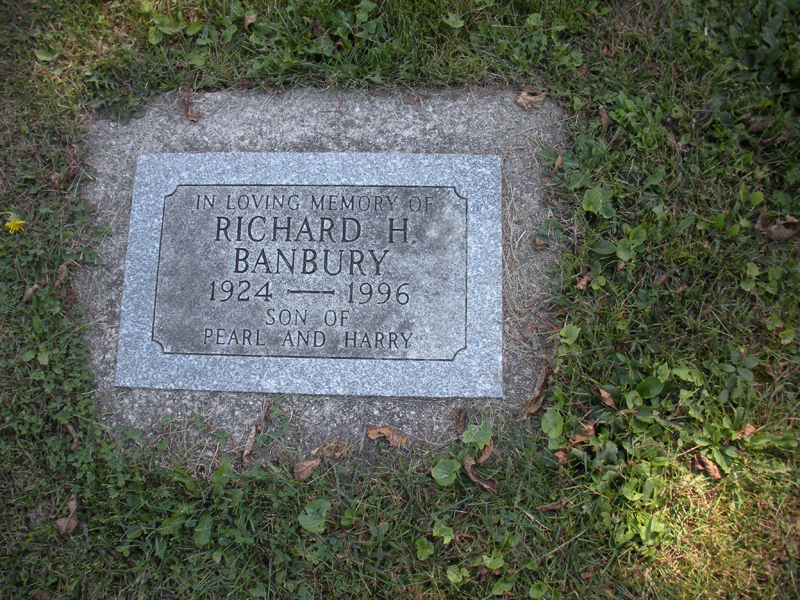 IN LOVING MEMORY OF
RICHARD H.
BANBURY
1924 — 1996
SON OF
PEARL AND HARRY